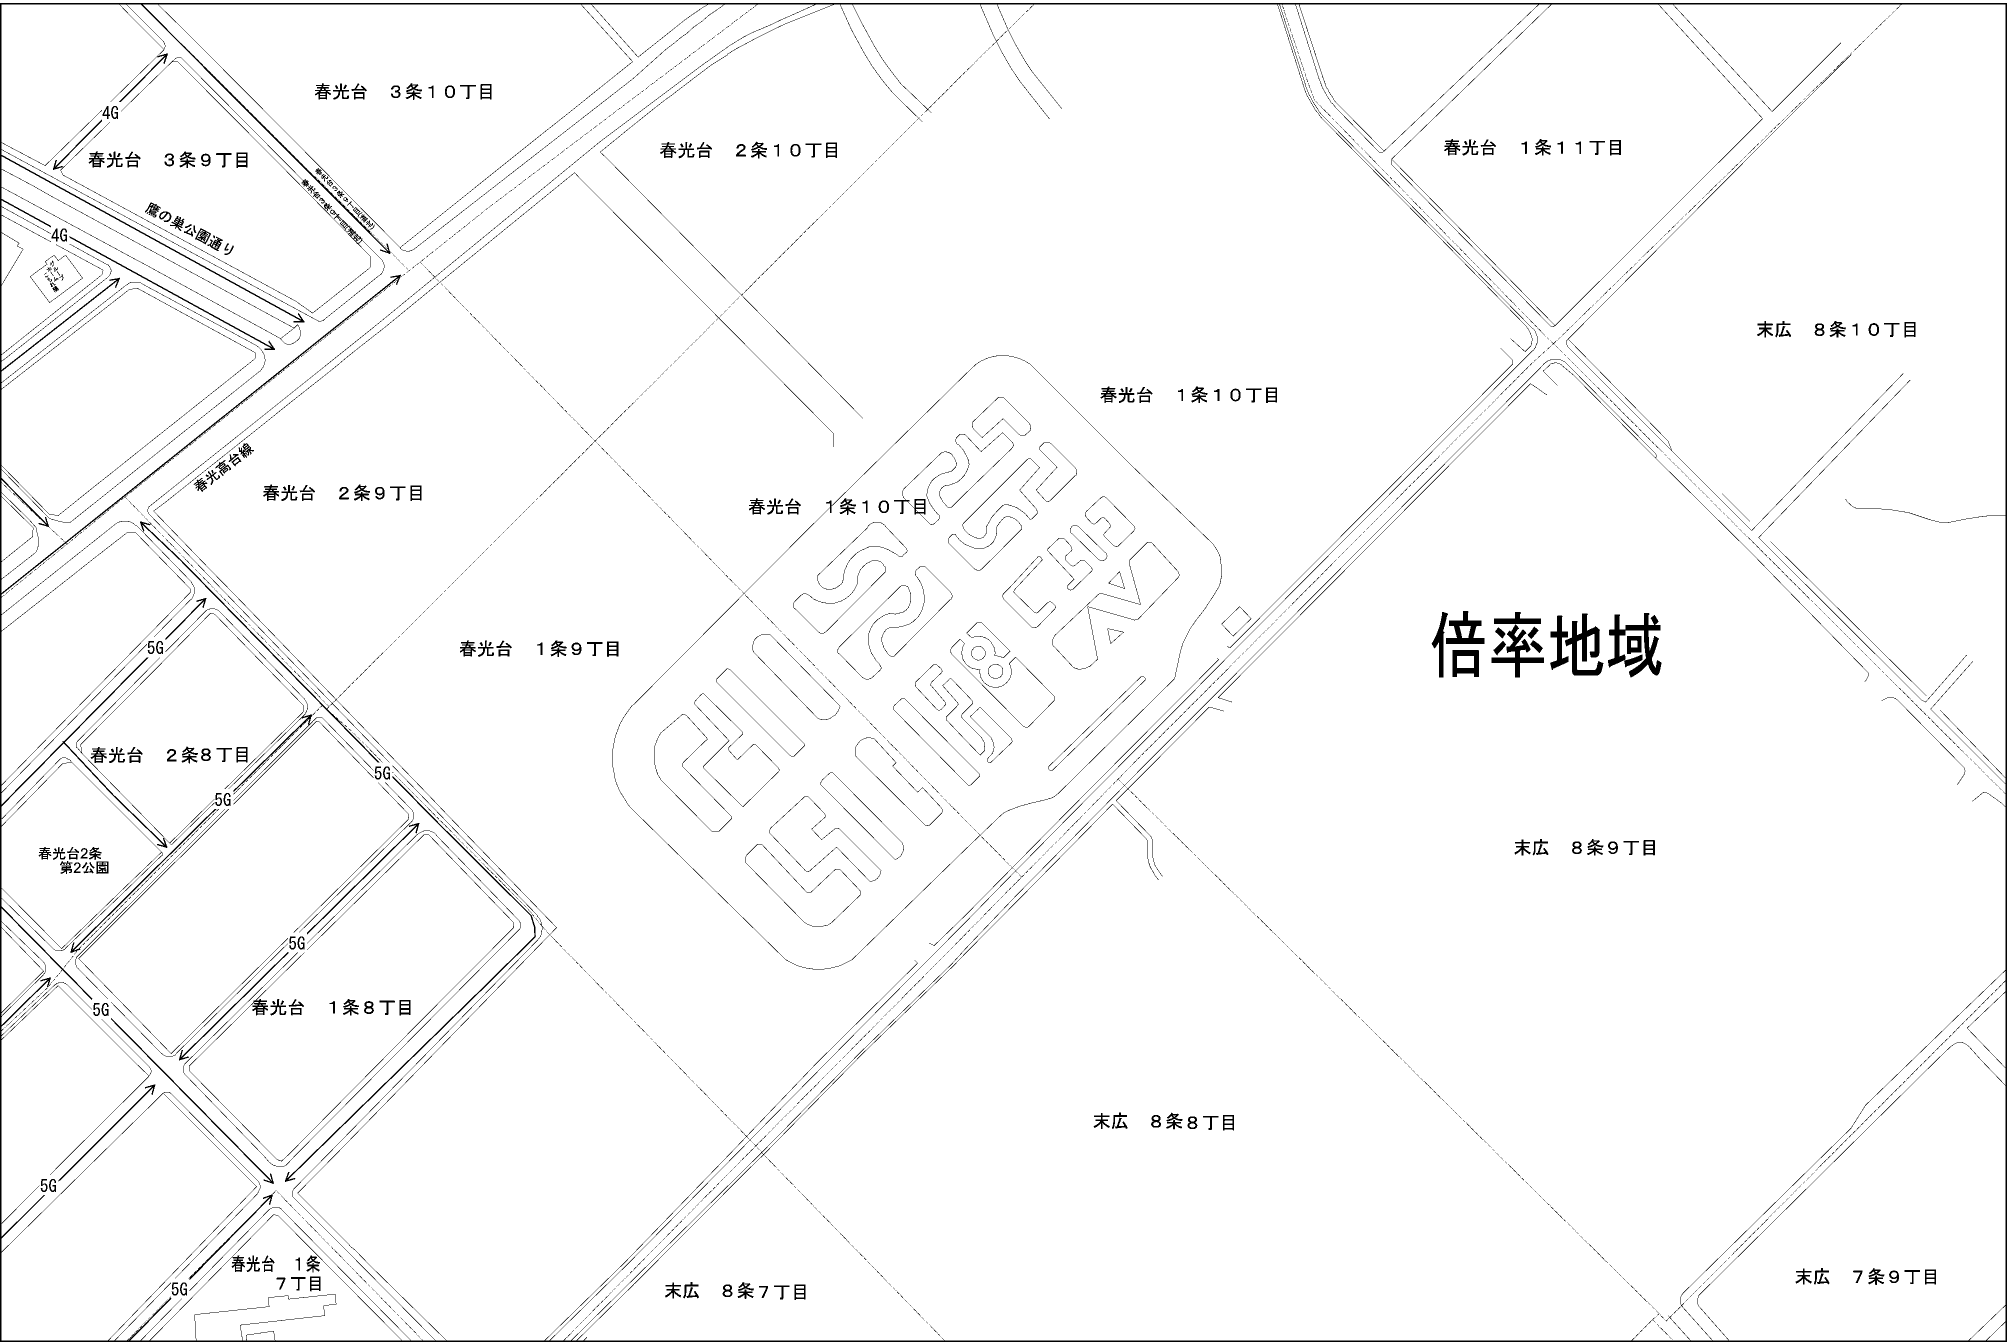 春光台　３条１０丁目
4G
春光台　３条９丁目
春光台　２条１０丁目
春光台　１条１１丁目
鷹の巣公園通り
4G
末広　８条１０丁目
春光台　１条１０丁目
春光高台線
春光台　２条９丁目
春光台　１条１０丁目
5G
春光台　１条９丁目
倍率地域
春光台　２条８丁目
5G
5G
春光台2条
第2公園
末広　８条９丁目
5G
5G
春光台　１条８丁目
末広　８条８丁目
5G
春光台　１条
７丁目
5G
末広　８条７丁目
末広　７条９丁目